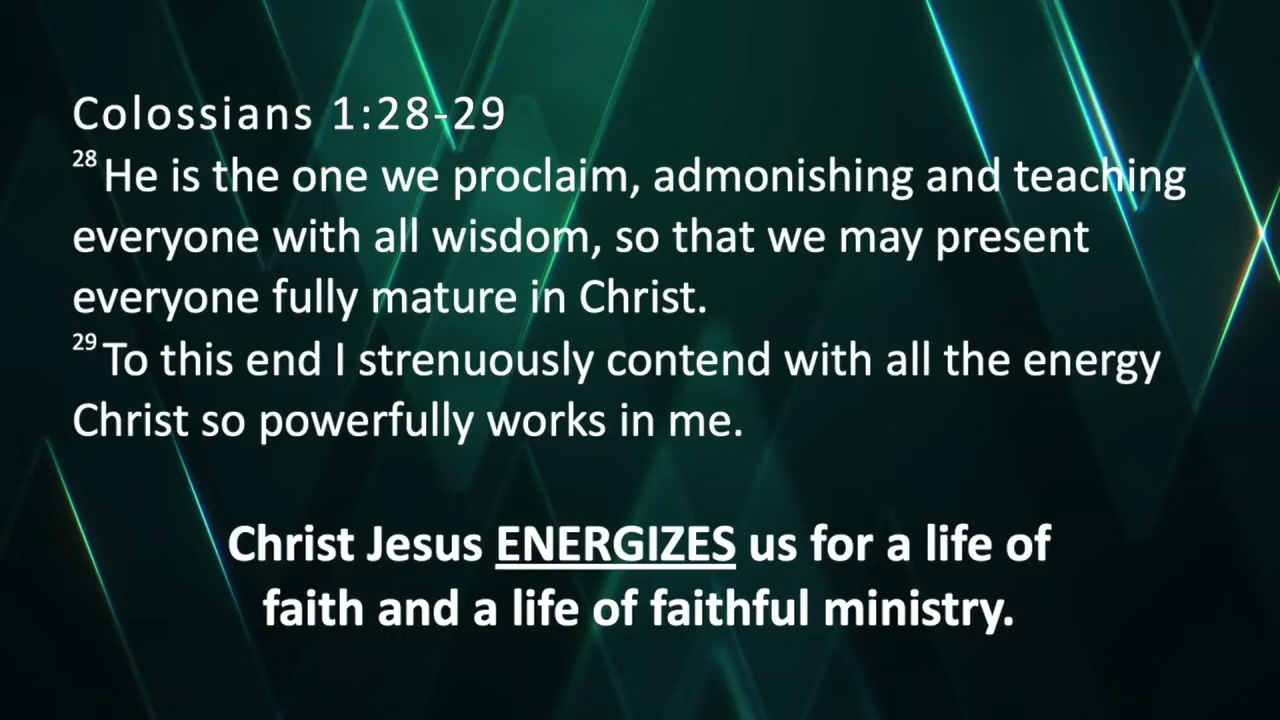 Colossians 1:28-29
28 He is the one we proclaim, admonishing and teaching
everyone with all wisdom, so that we may present
everyone fully mature in Christ.
29 To this end I strenuously contend with all the energy
Christ so powerfully works in me.
Christ Jesus ENERGIZES us for a life of
faith and a life of faithful ministry.